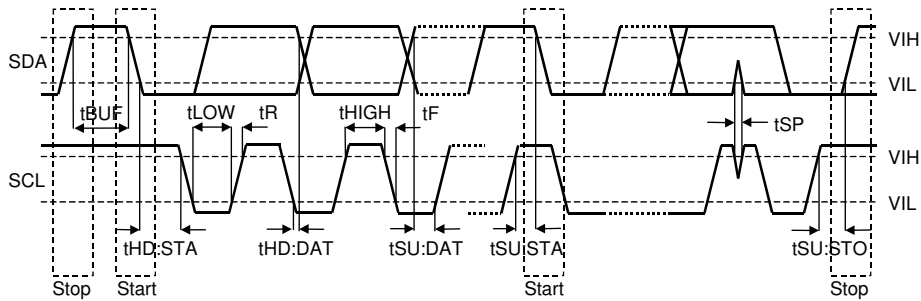 VIH
SDA
VIL
tBUF tLOW tR tHIGH tF tSP
VIH
SCL
VIL
tHD:STA tHD:DAT tSU:DAT tSU:STA tSU:STO
Stop Start Start Stop